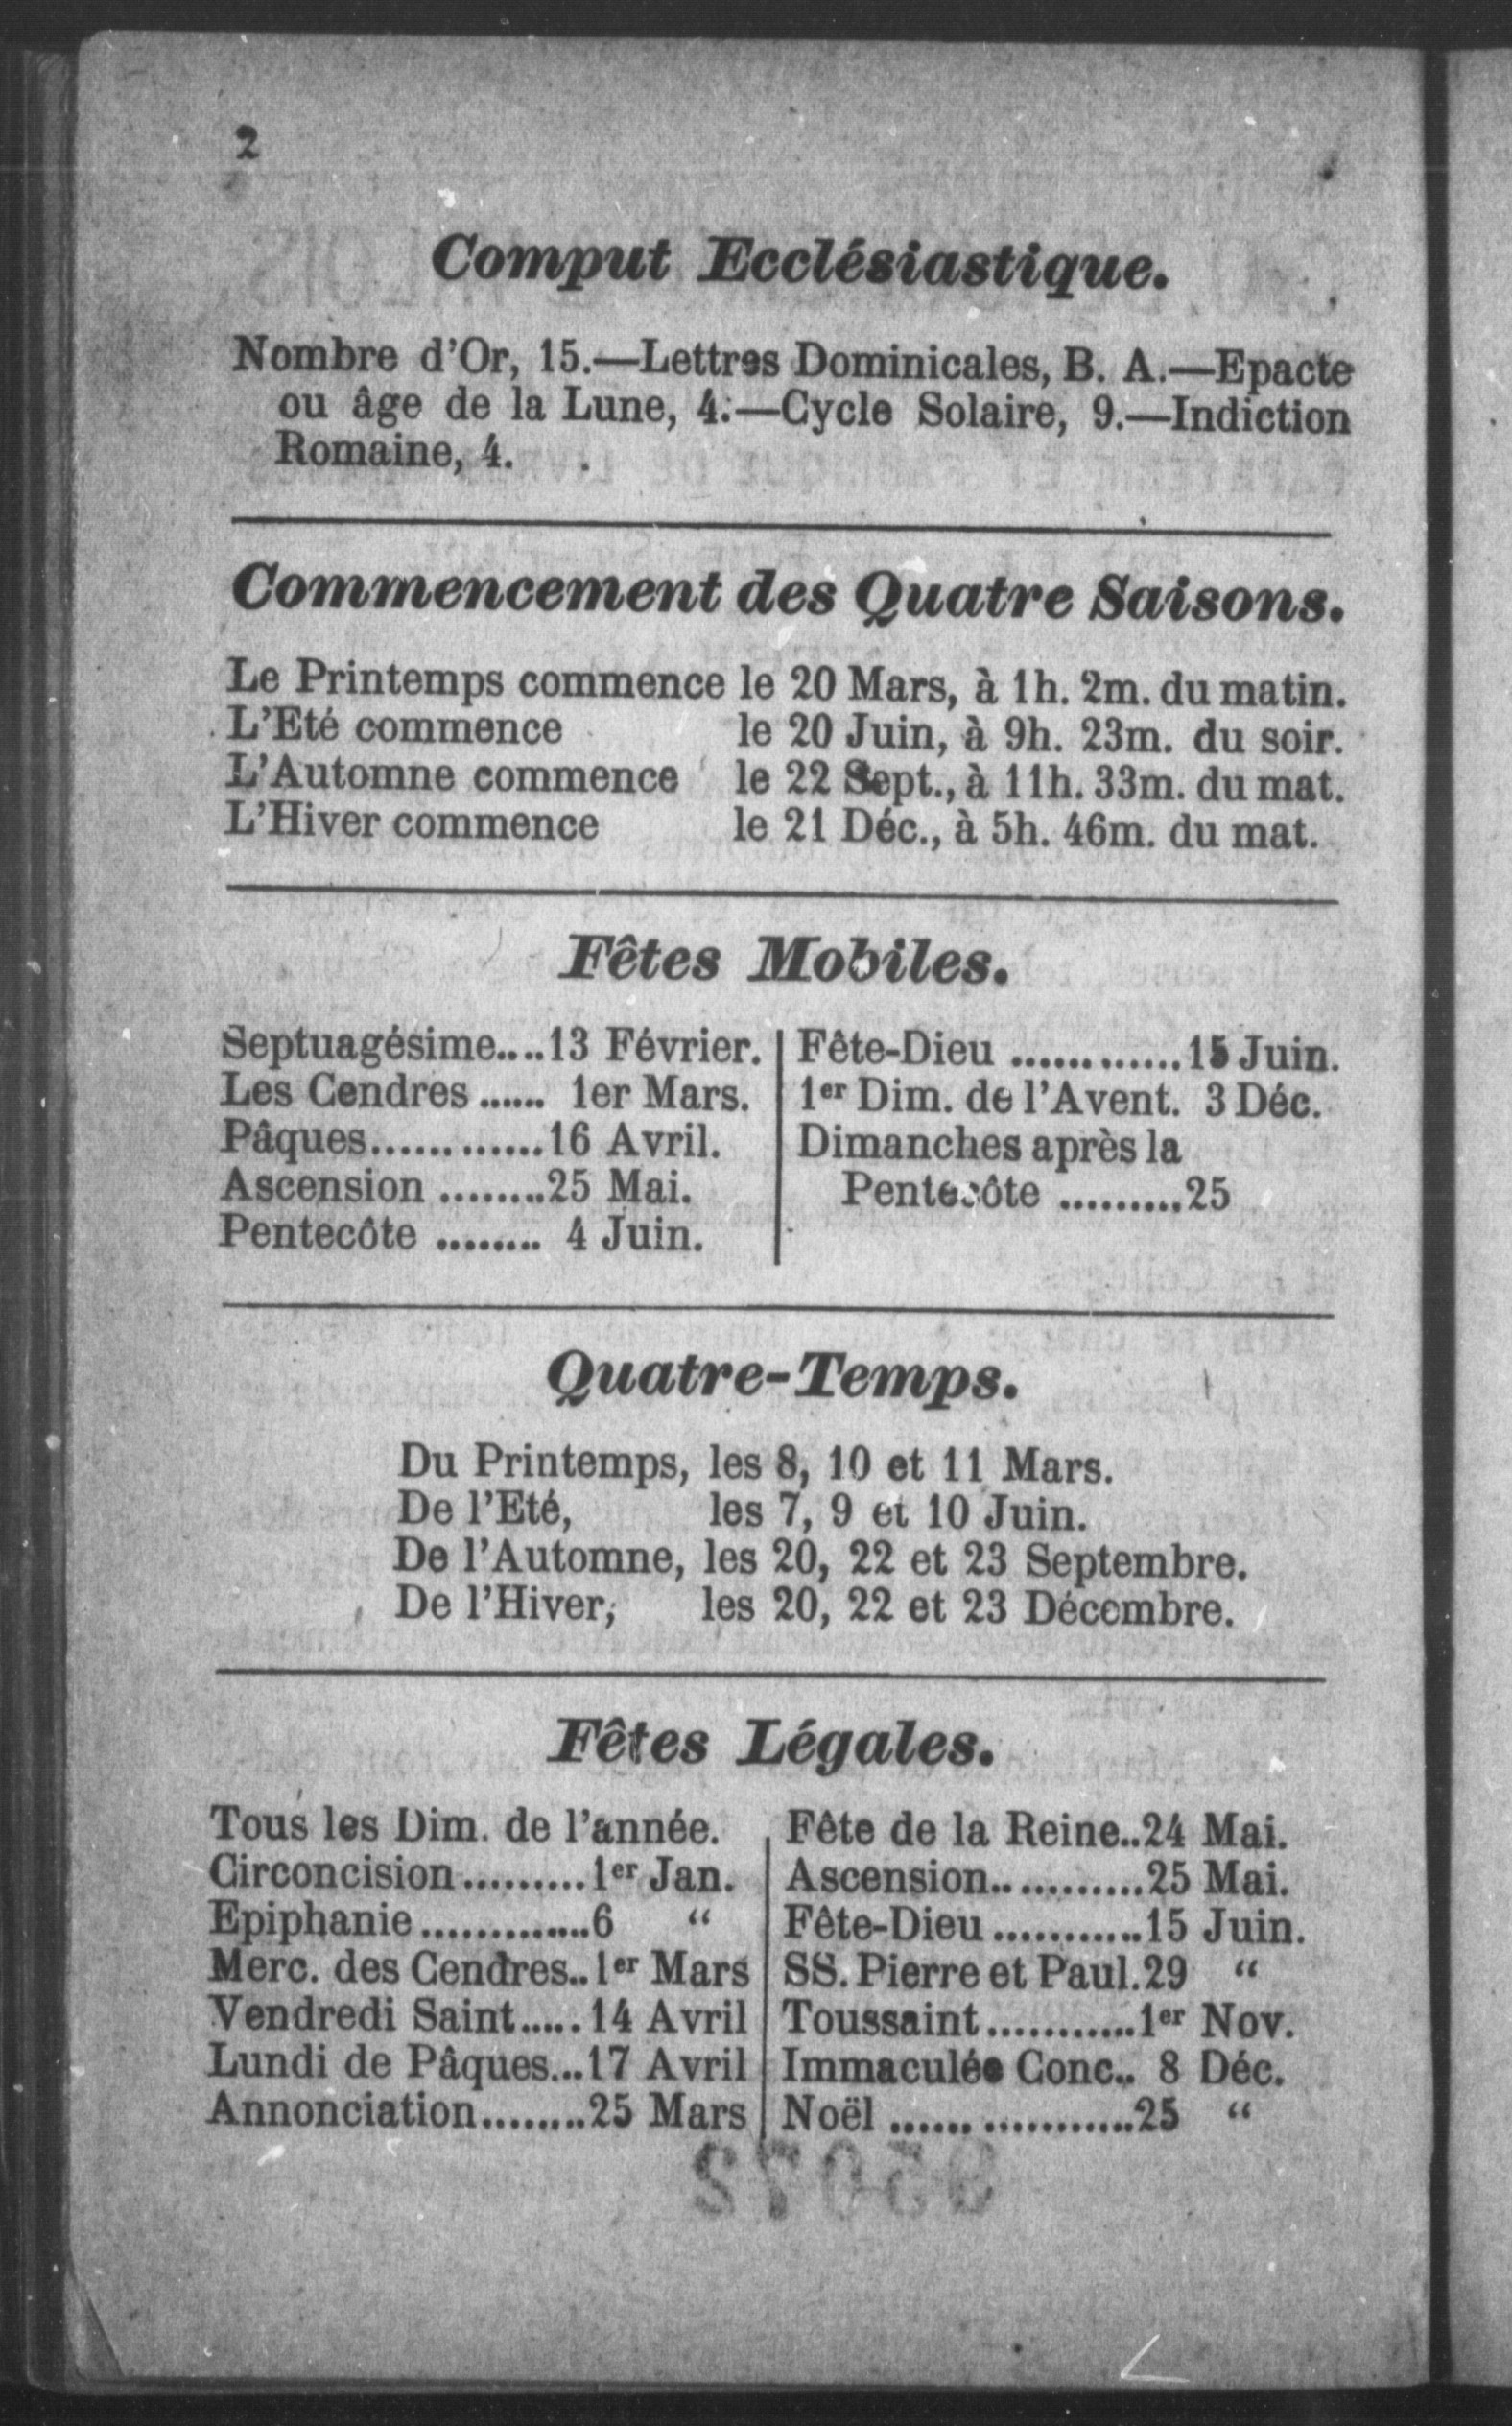 2
Comput Ecclésiastique.
Nombre d'Or, 15.—Lettres Dominicales, B. A.—Epacte
ou âge de la Lune, 4.—Cycle Solaire, 9.—Indiction
Romaine, 4.
Commencement des Quatre Saisons.
Le Printemps commence le 20 Mars, à 1h. 2m. du matin.
L'Eté commence le 20 Juin, à 9h. 23m. du soir.
L'Automne commence le 22 Sept., à 11h. 33m. du mat.
L'Hiver commence le 21 Déc., à 5h. 46m. du mat.
Fêtes Mobiles.
Septuagésime....13 Février.
Les Cendres ...... 1er Mars.
Pâques.............16 Avril.
Ascension ........25 Mai.
Pentecôte ........ 4 Juin.
Fête-Dieu ............15 Juin.
1er Dim. de l'Avent. 3 Déc.
Dimanches après la
Pentecôte .........25
Quatre-Temps.
Du Printemps, les 8, 10 et 11 Mars.
De l'Eté, les 7, 9 et 10 Juin.
De l'Automne, les 20, 22 et 23 Septembre.
De l'Hiver, les 20, 22 et 23 Décembre.
Fêtes Légales.
Tous les Dim. de l'année.
Circoncision.........1er Jan.
Epiphanie..............6 "
Merc. des Cendres..1er Mars
Vendredi Saint.....14 Avril
Lundi de Pâques...17 Avril
Annonciation........25 Mars
Fête de la Reine..24 Mai.
Ascension............25 Mai.
Fête-Dieu...........15 Juin.
SS. Pierre et Paul.29 "
Toussaint...........1er Nov.
Immaculée Conc.. 8 Déc.
Noël .................25 "